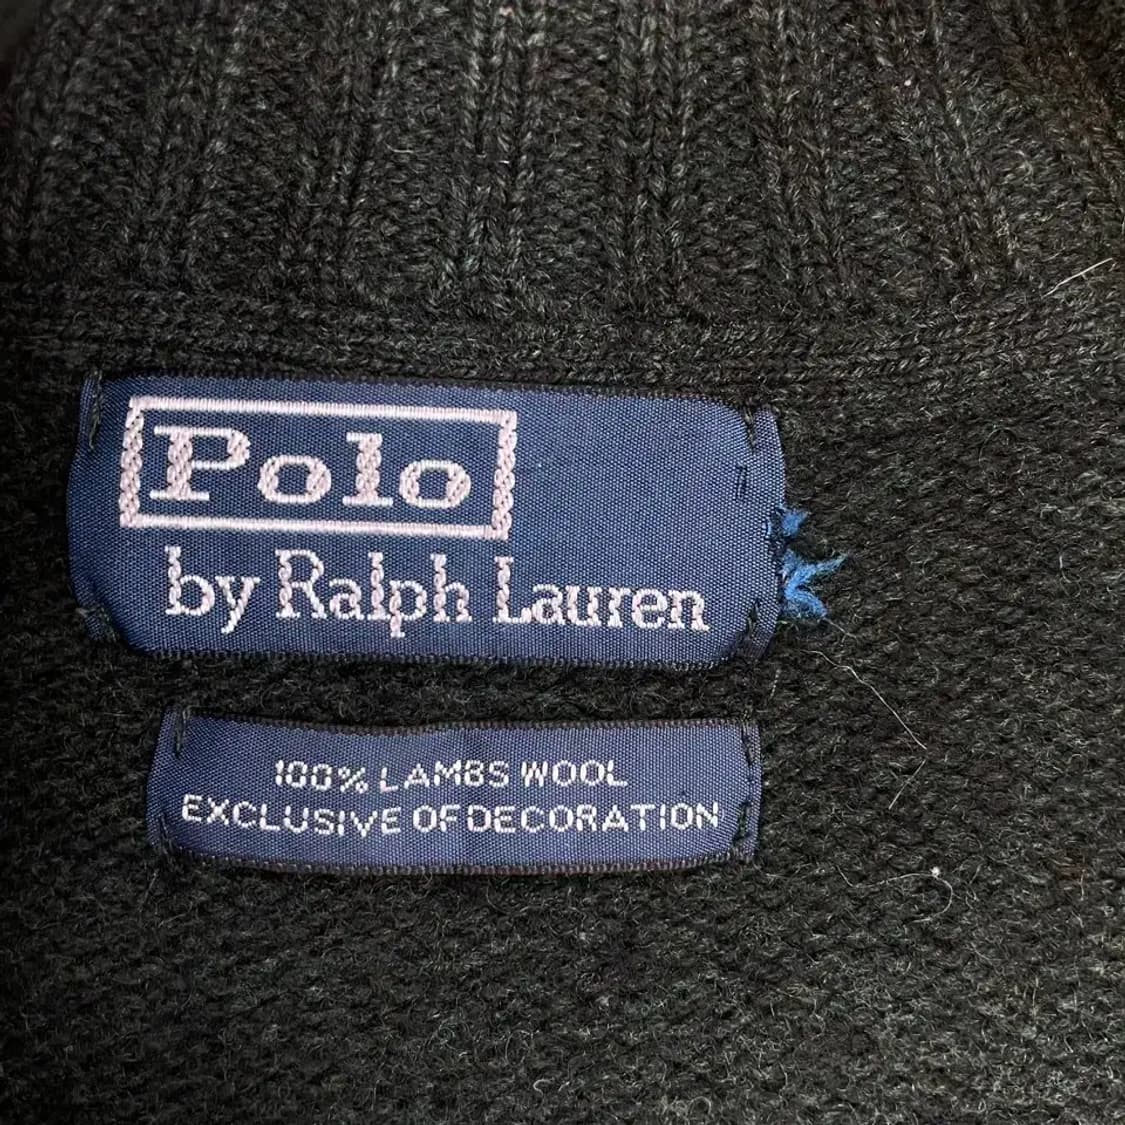 Polo
by Ralph Lauren
100% LAMBS WOOL
EXCLUSIVE OF DECORATION